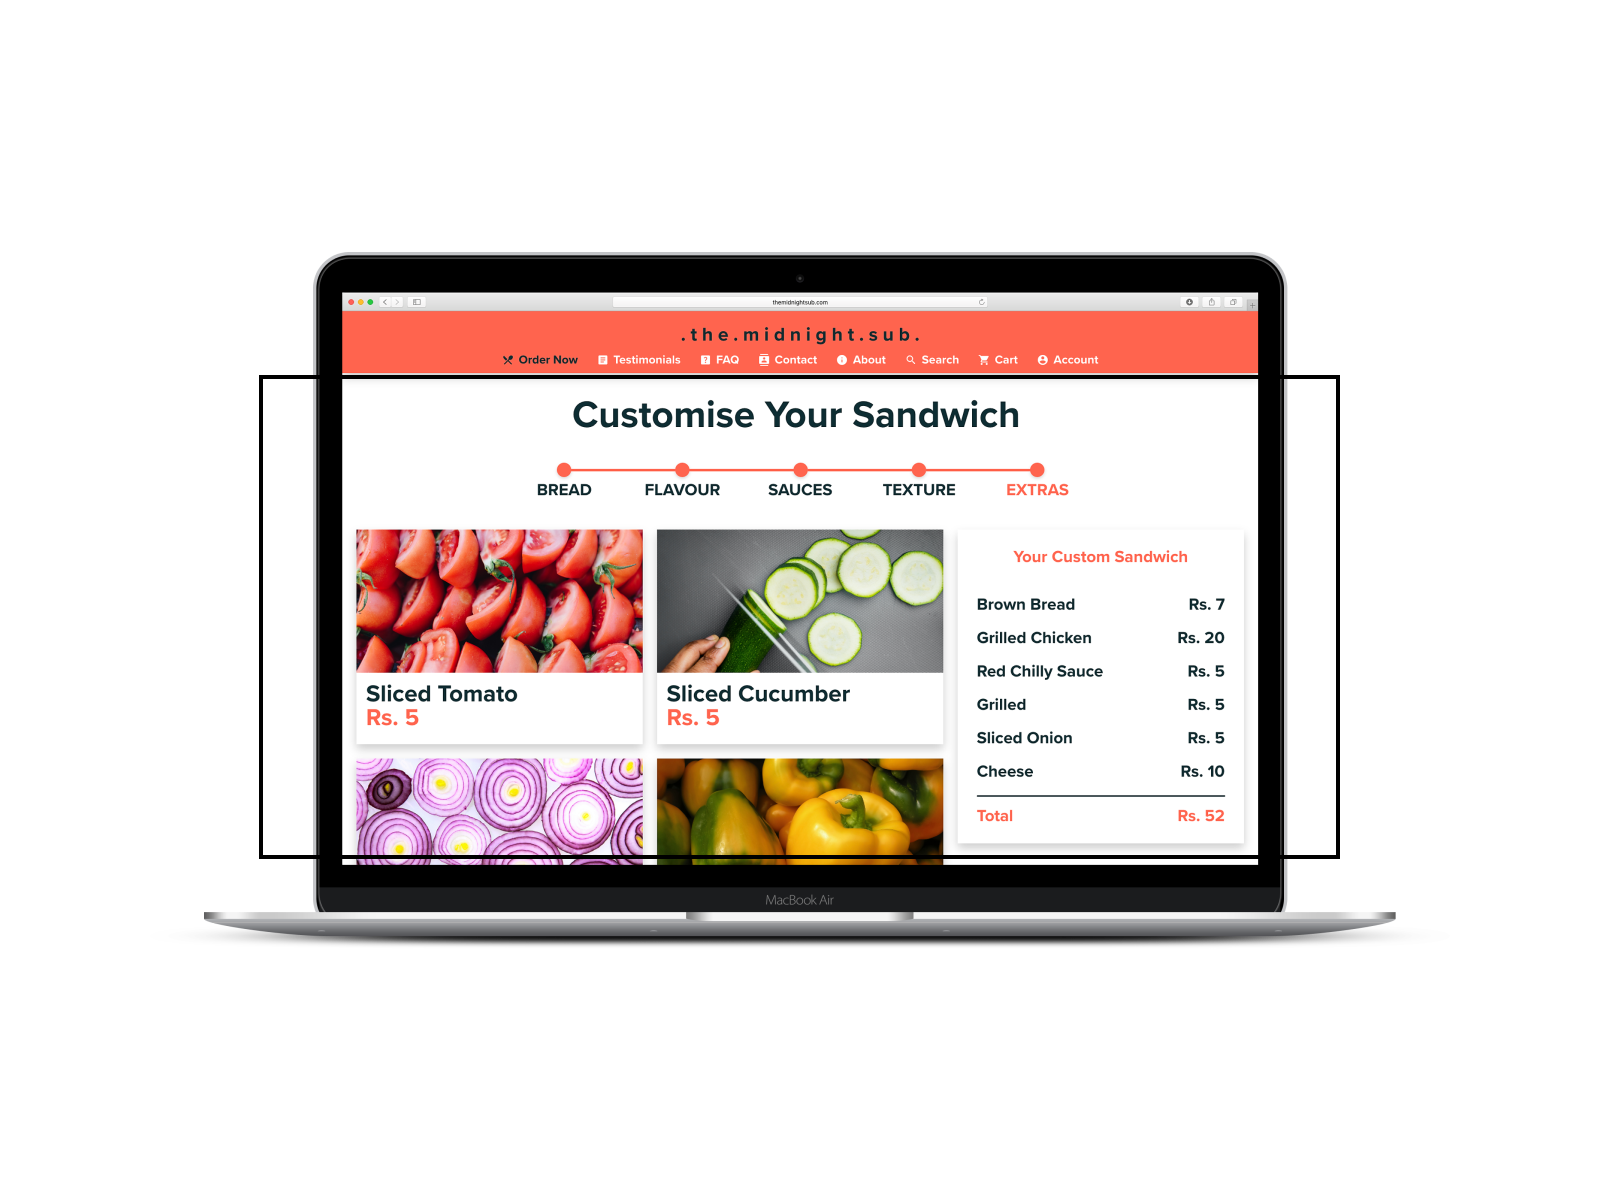 themidnightsub.com
.the.midnight.sub.
Order Now Testimonials FAQ Contact About Search Cart Account
Customise Your Sandwich
BREAD FLAVOUR SAUCES TEXTURE EXTRAS
Sliced Tomato
Rs. 5
Sliced Cucumber
Rs. 5
Your Custom Sandwich
Brown Bread Rs. 7
Grilled Chicken Rs. 20
Red Chilly Sauce Rs. 5
Grilled Rs. 5
Sliced Onion Rs. 5
Cheese Rs. 10
Total Rs. 52
MacBook Air